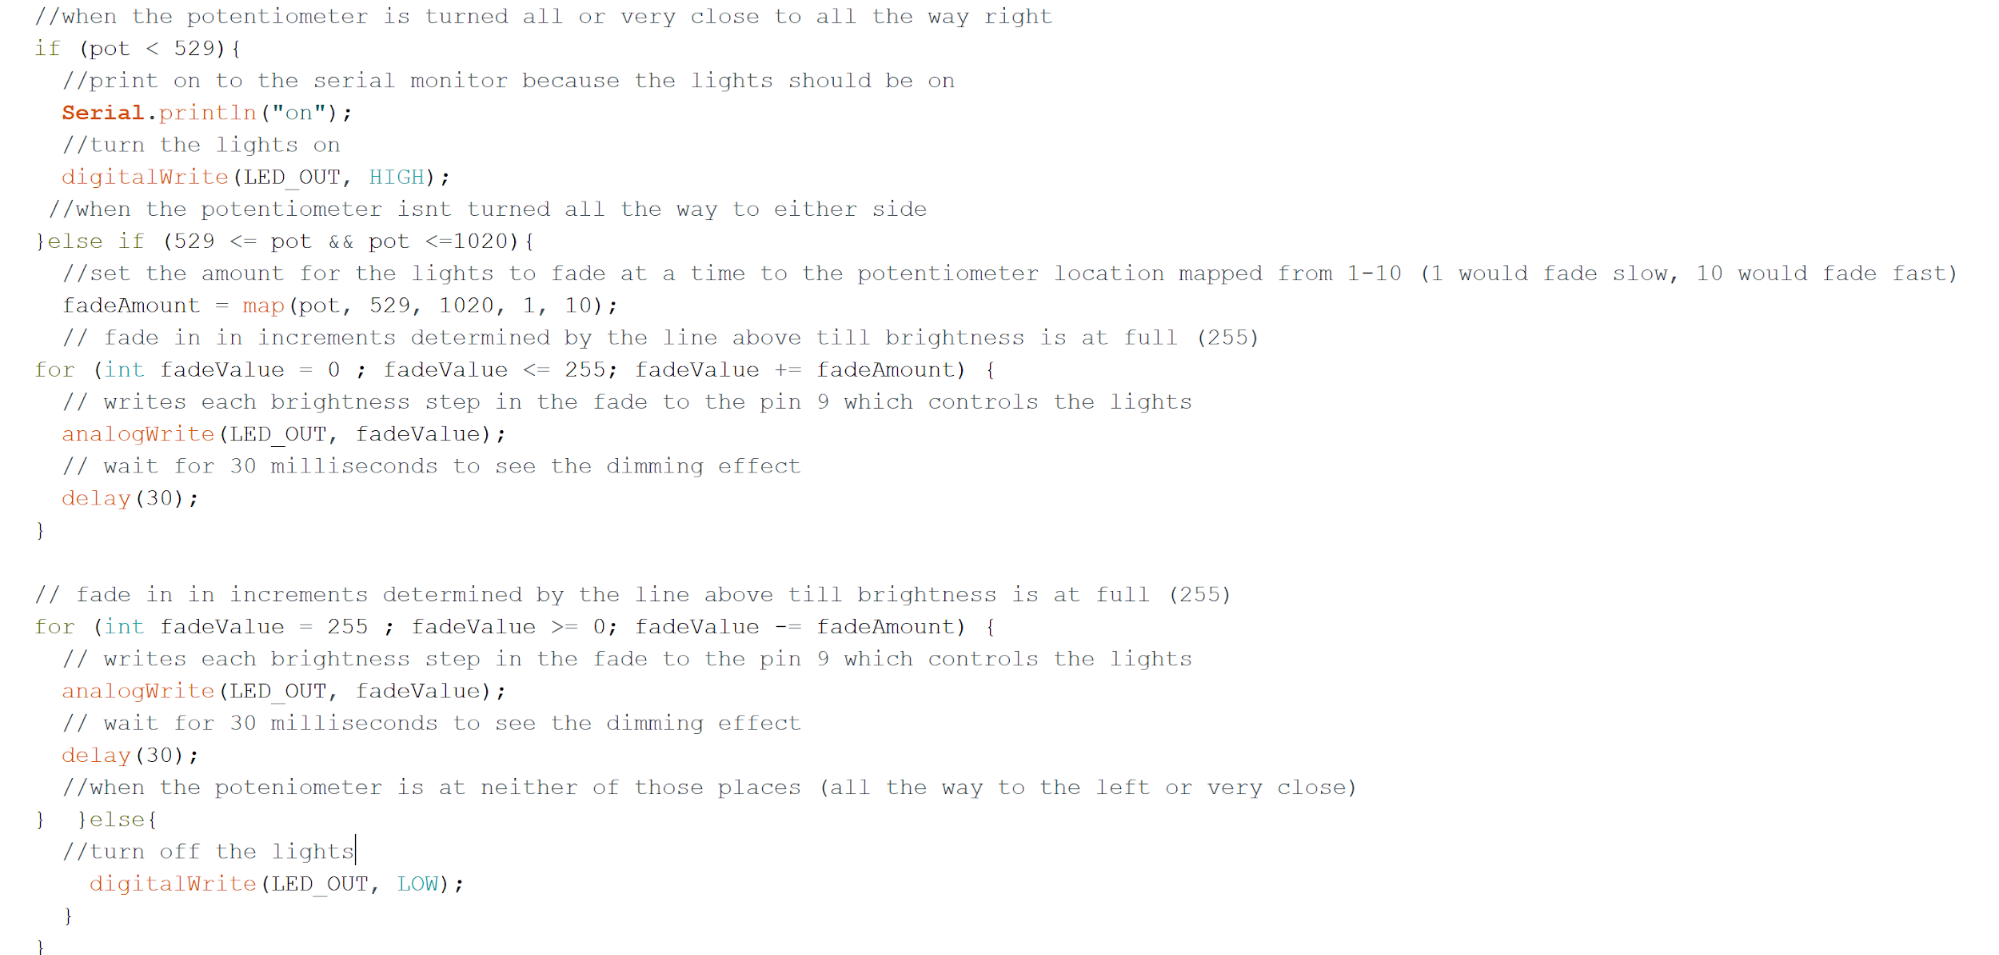 //when the potentiometer is turned all or very close to all the way right
if (pot < 529){
//print on to the serial monitor because the lights should be on
Serial.println("on");
//turn the lights on
digitalWrite(LED_OUT, HIGH);
//when the potentiometer isnt turned all the way to either side
}else if (529 <= pot && pot <=1020){
//set the amount for the lights to fade at a time to the potentiometer location mapped from 1-10 (1 would fade slow, 10 would fade fast)
fadeAmount = map(pot, 529, 1020, 1, 10);
// fade in in increments determined by the line above till brightness is at full (255)
for (int fadeValue = 0 ; fadeValue <= 255; fadeValue += fadeAmount) {
// writes each brightness step in the fade to the pin 9 which controls the lights
analogWrite(LED_OUT, fadeValue);
// wait for 30 milliseconds to see the dimming effect
delay(30);
}
// fade in in increments determined by the line above till brightness is at full (255)
for (int fadeValue = 255 ; fadeValue >= 0; fadeValue -= fadeAmount) {
// writes each brightness step in the fade to the pin 9 which controls the lights
analogWrite(LED_OUT, fadeValue);
// wait for 30 milliseconds to see the dimming effect
delay(30);
//when the poteniometer is at neither of those places (all the way to the left or very close)
}  }else{
//turn off the lights
digitalWrite(LED_OUT, LOW);
}
}